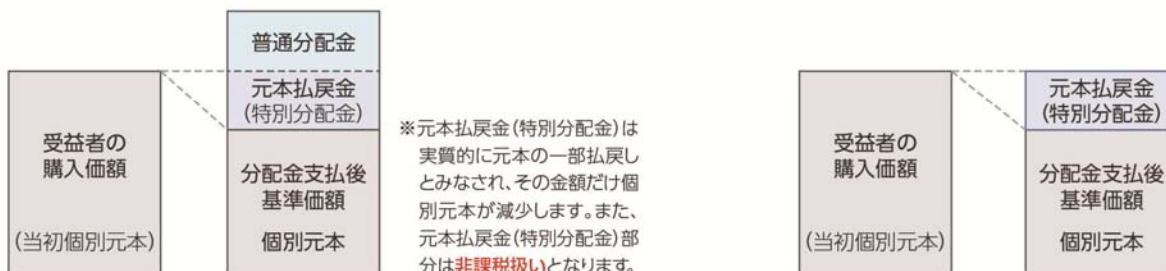 普通分配金
元本払戻金
(特別分配金)
受益者の
購入価額
(当初個別元本)
分配金支払後
基準価額
個別元本
※元本払戻金(特別分配金)は
実質的に元本の一部払戻し
とみなされ、その金額だけ個
別元本が減少します。また、
元本払戻金(特別分配金)部
分は非課税扱いとなります。
受益者の
購入価額
(当初個別元本)
元本払戻金
(特別分配金)
分配金支払後
基準価額
個別元本